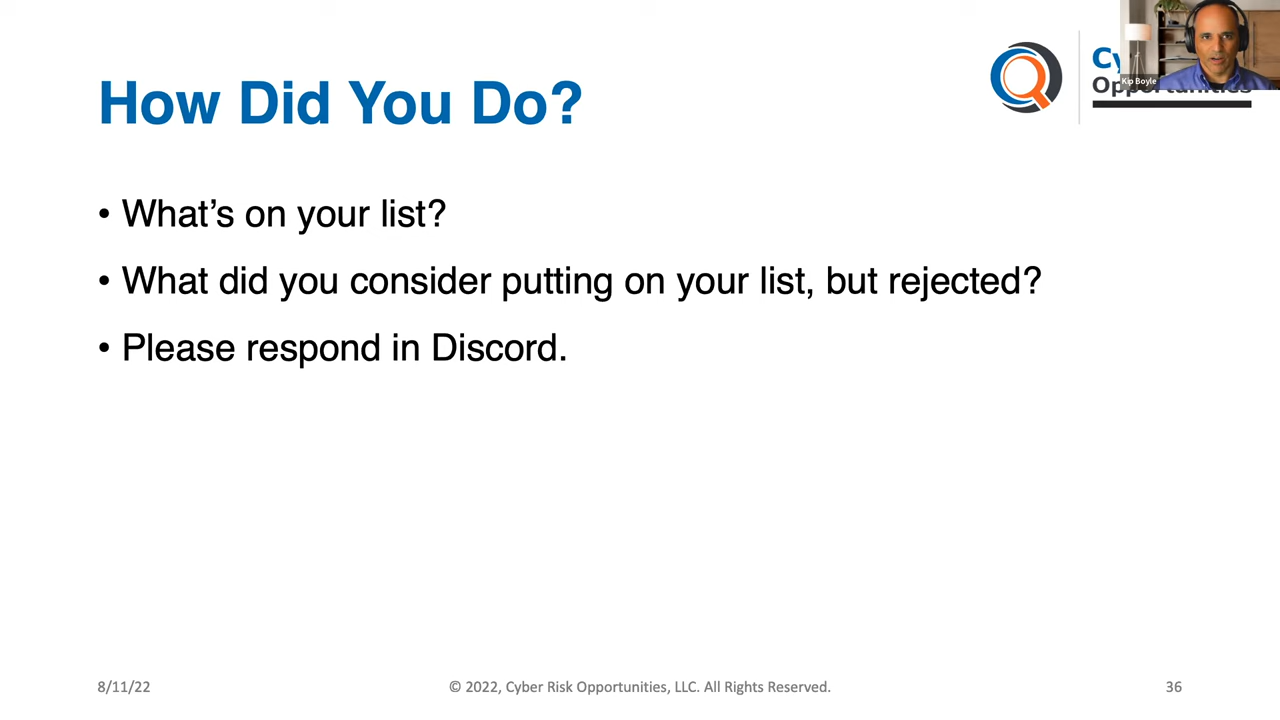 How Did You Do?
Kip Boyle
• What’s on your list?
• What did you consider putting on your list, but rejected?
• Please respond in Discord.
8/11/22
© 2022, Cyber Risk Opportunities, LLC. All Rights Reserved.
36